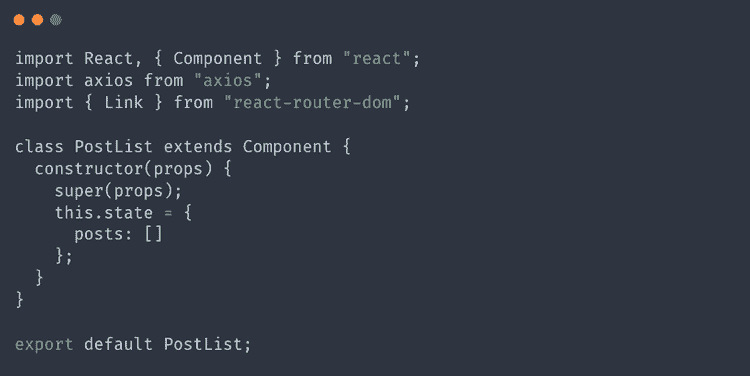 import React, { Component } from "react";
import axios from "axios";
import { Link } from "react-router-dom";
class PostList extends Component {
constructor(props) {
super(props);
this.state = {
posts: []
};
}
}
export default PostList;